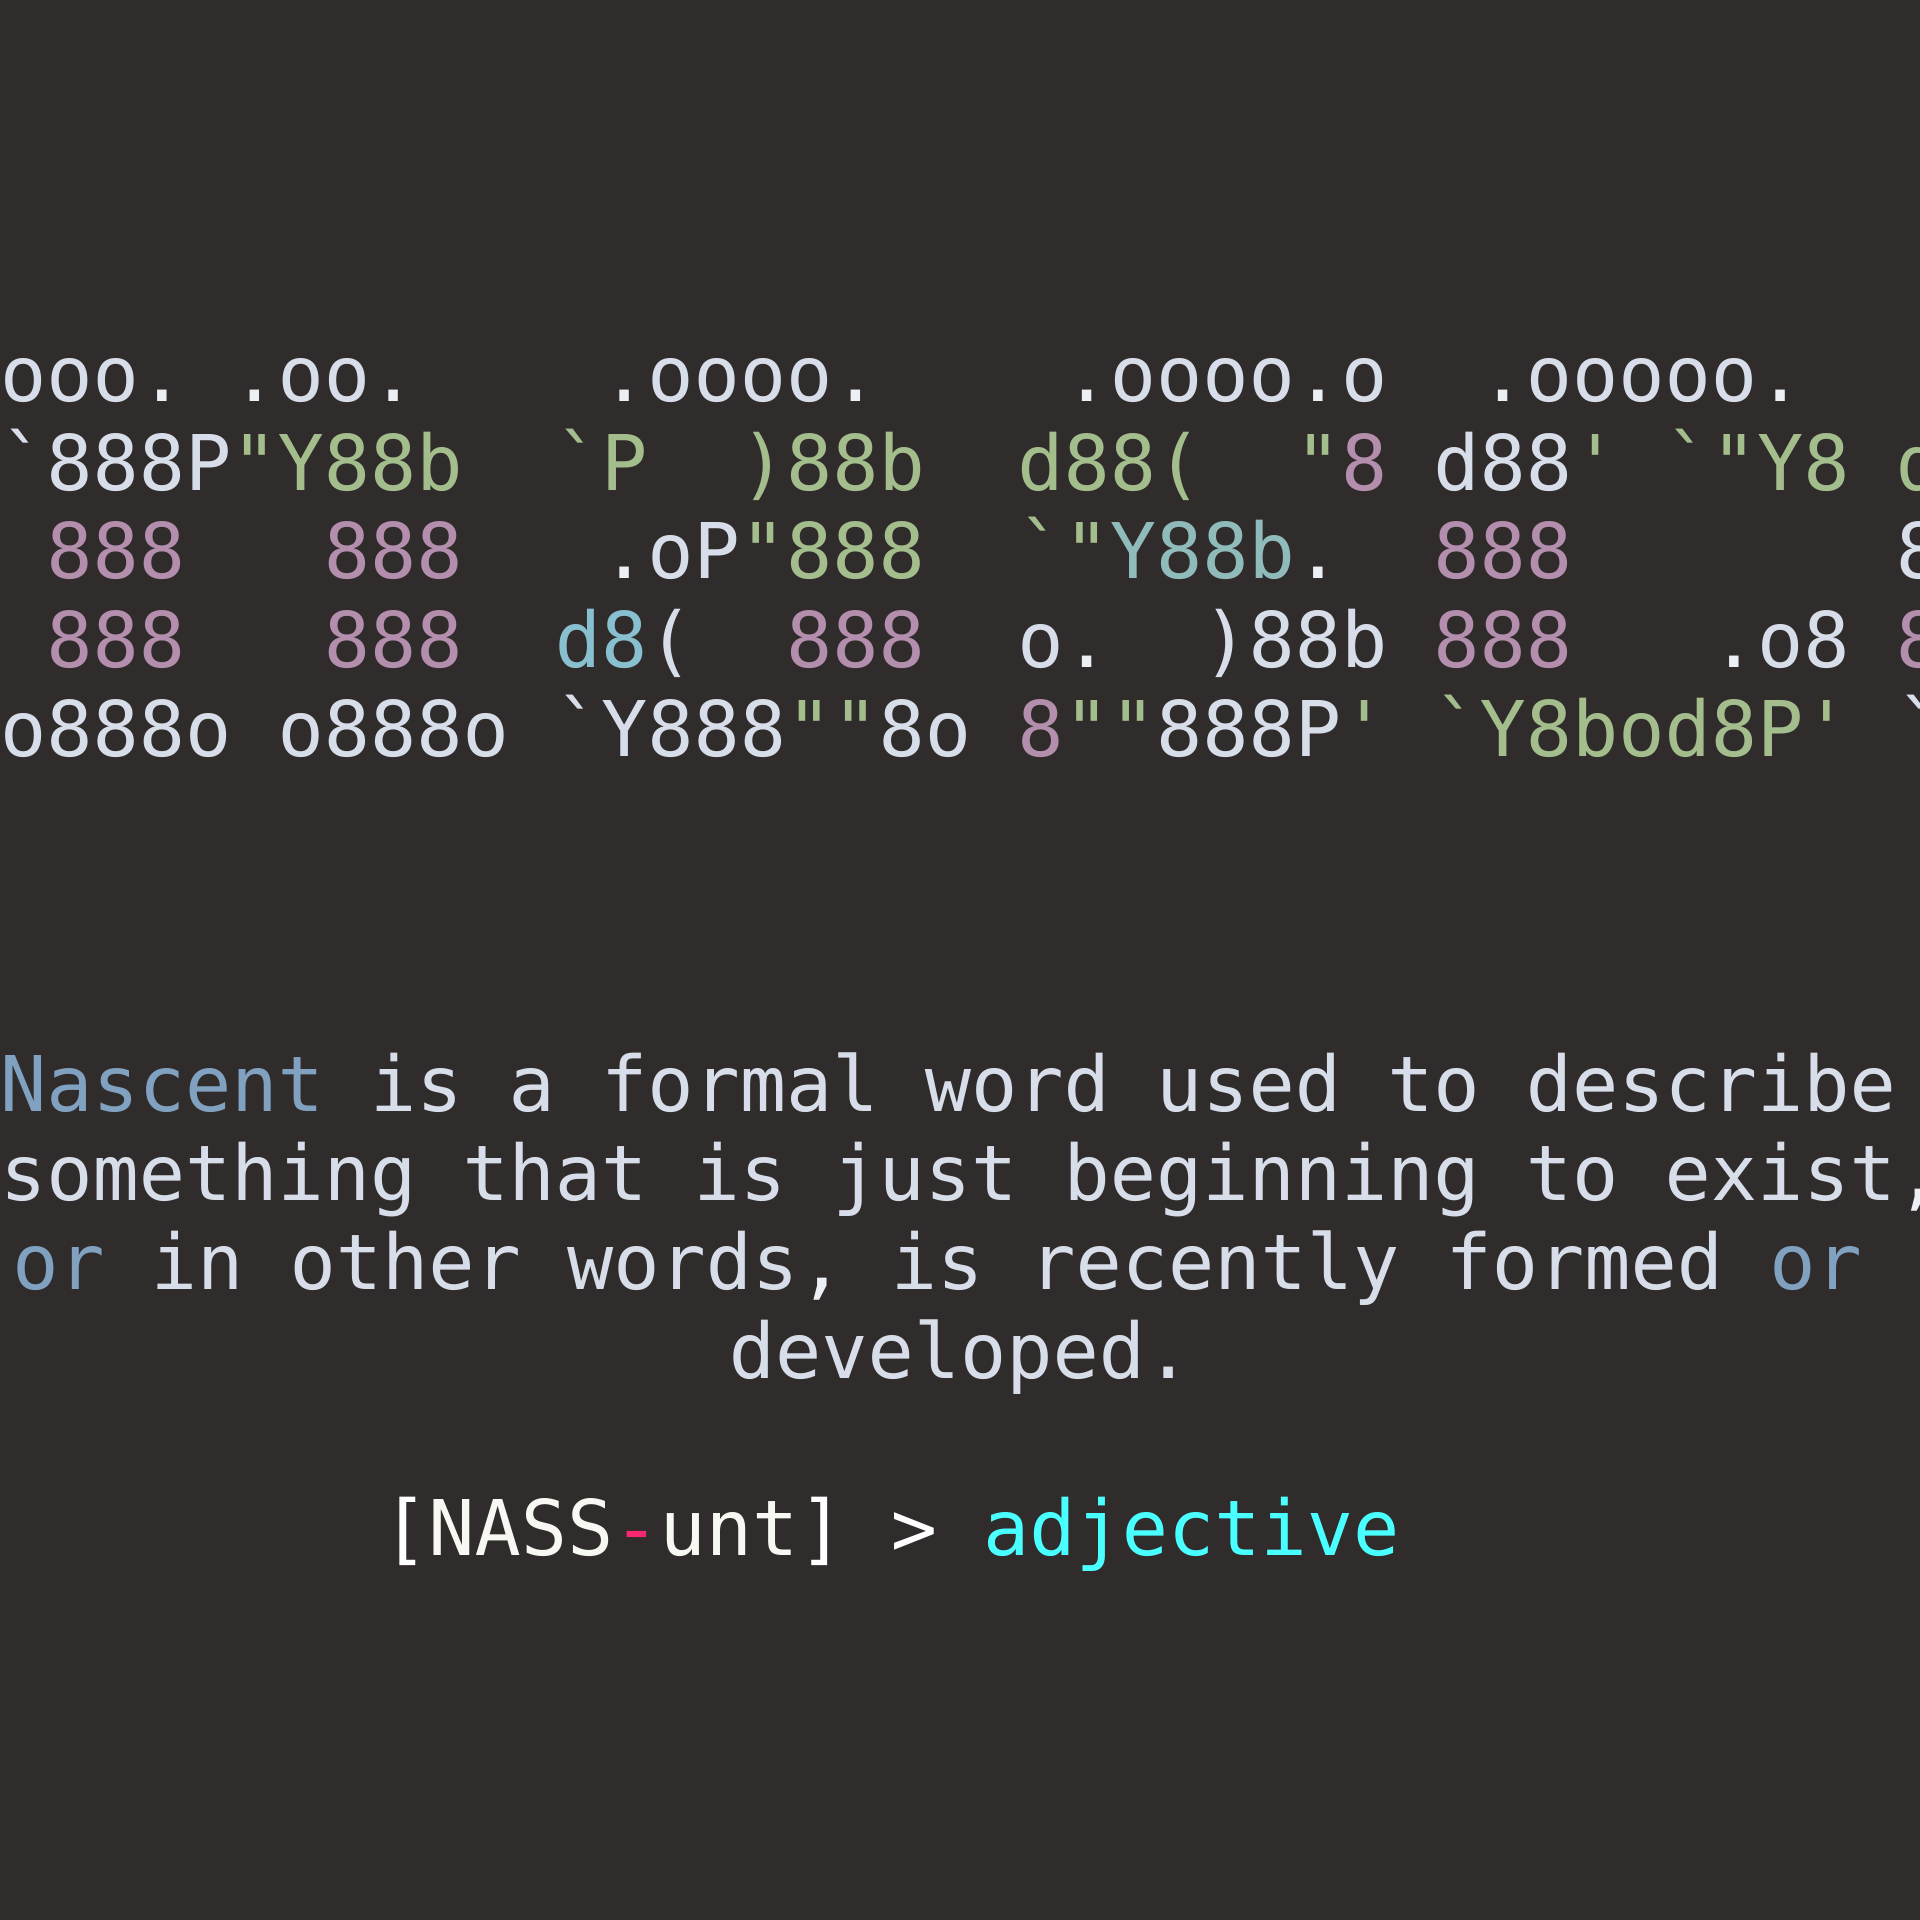 ooo. .oo.    .oooo.    .oooo.o  .ooooo.
`888P"Y88b  `P  )88b  d88(  "8 d88' `"Y8
 888   888   .oP"888  `"Y88b.  888       8
 888   888  d8(  888  o.  )88b 888   .o8 8
o888o o888o `Y888""8o 8""888P' `Y8bod8P' `
Nascent is a formal word used to describe
something that is just beginning to exist,
or in other words, is recently formed or
developed.
[NASS-unt] > adjective